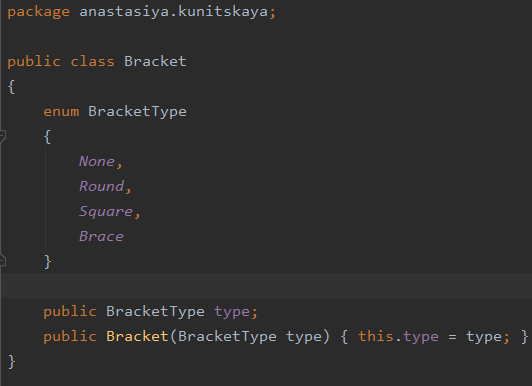 package anastasiya.kunitskaya;
public class Bracket
{
enum BracketType
{
None,
Round,
Square,
Brace
}
public BracketType type;
public Bracket(BracketType type) { this.type = type; }
}